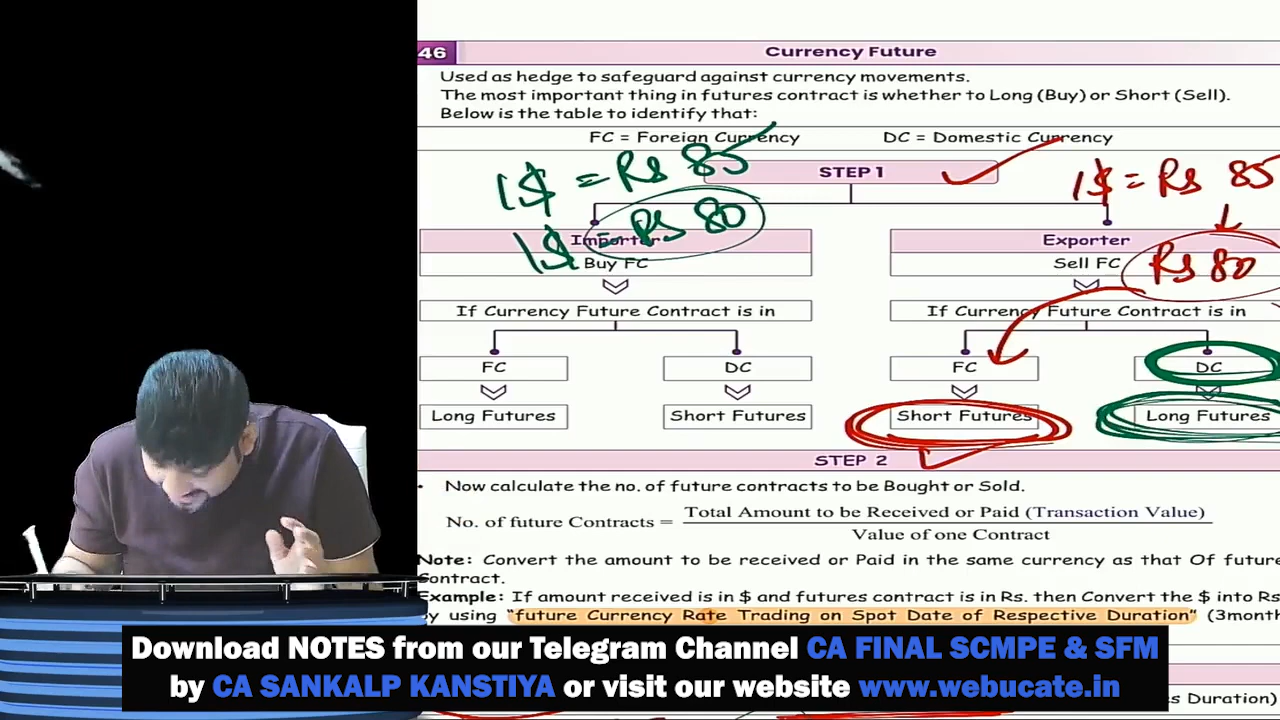 46
Currency Future
Used as hedge to safeguard against currency movements.
The most important thing in futures contract is whether to Long (Buy) or Short (Sell).
Below is the table to identify that:
FC = Foreign Currency DC = Domestic Currency
1$ = Rs 85
STEP 1
1$ = Rs 85
1$ = Rs 80
Importer
Exporter
Buy FC
Sell FC
Rs 80
If Currency Future Contract is in
If Currency Future Contract is in
FC
DC
FC
DC
Long Futures
Short Futures
Short Futures
Long Futures
STEP 2
• Now calculate the no. of future contracts to be Bought or Sold.
No. of future Contracts = Total Amount to be Received or Paid (Transaction Value)
Value of one Contract
Note: Convert the amount to be received or Paid in the same currency as that Of future
Contract.
Example: If amount received is in $ and futures contract is in Rs. then Convert the $ into Rs
by using "future Currency Rate Trading on Spot Date of Respective Duration" (3month
Duration)
Download NOTES from our Telegram Channel CA FINAL SCMPE & SFM
by CA SANKALP KANSTIYA or visit our website www.webucate.in